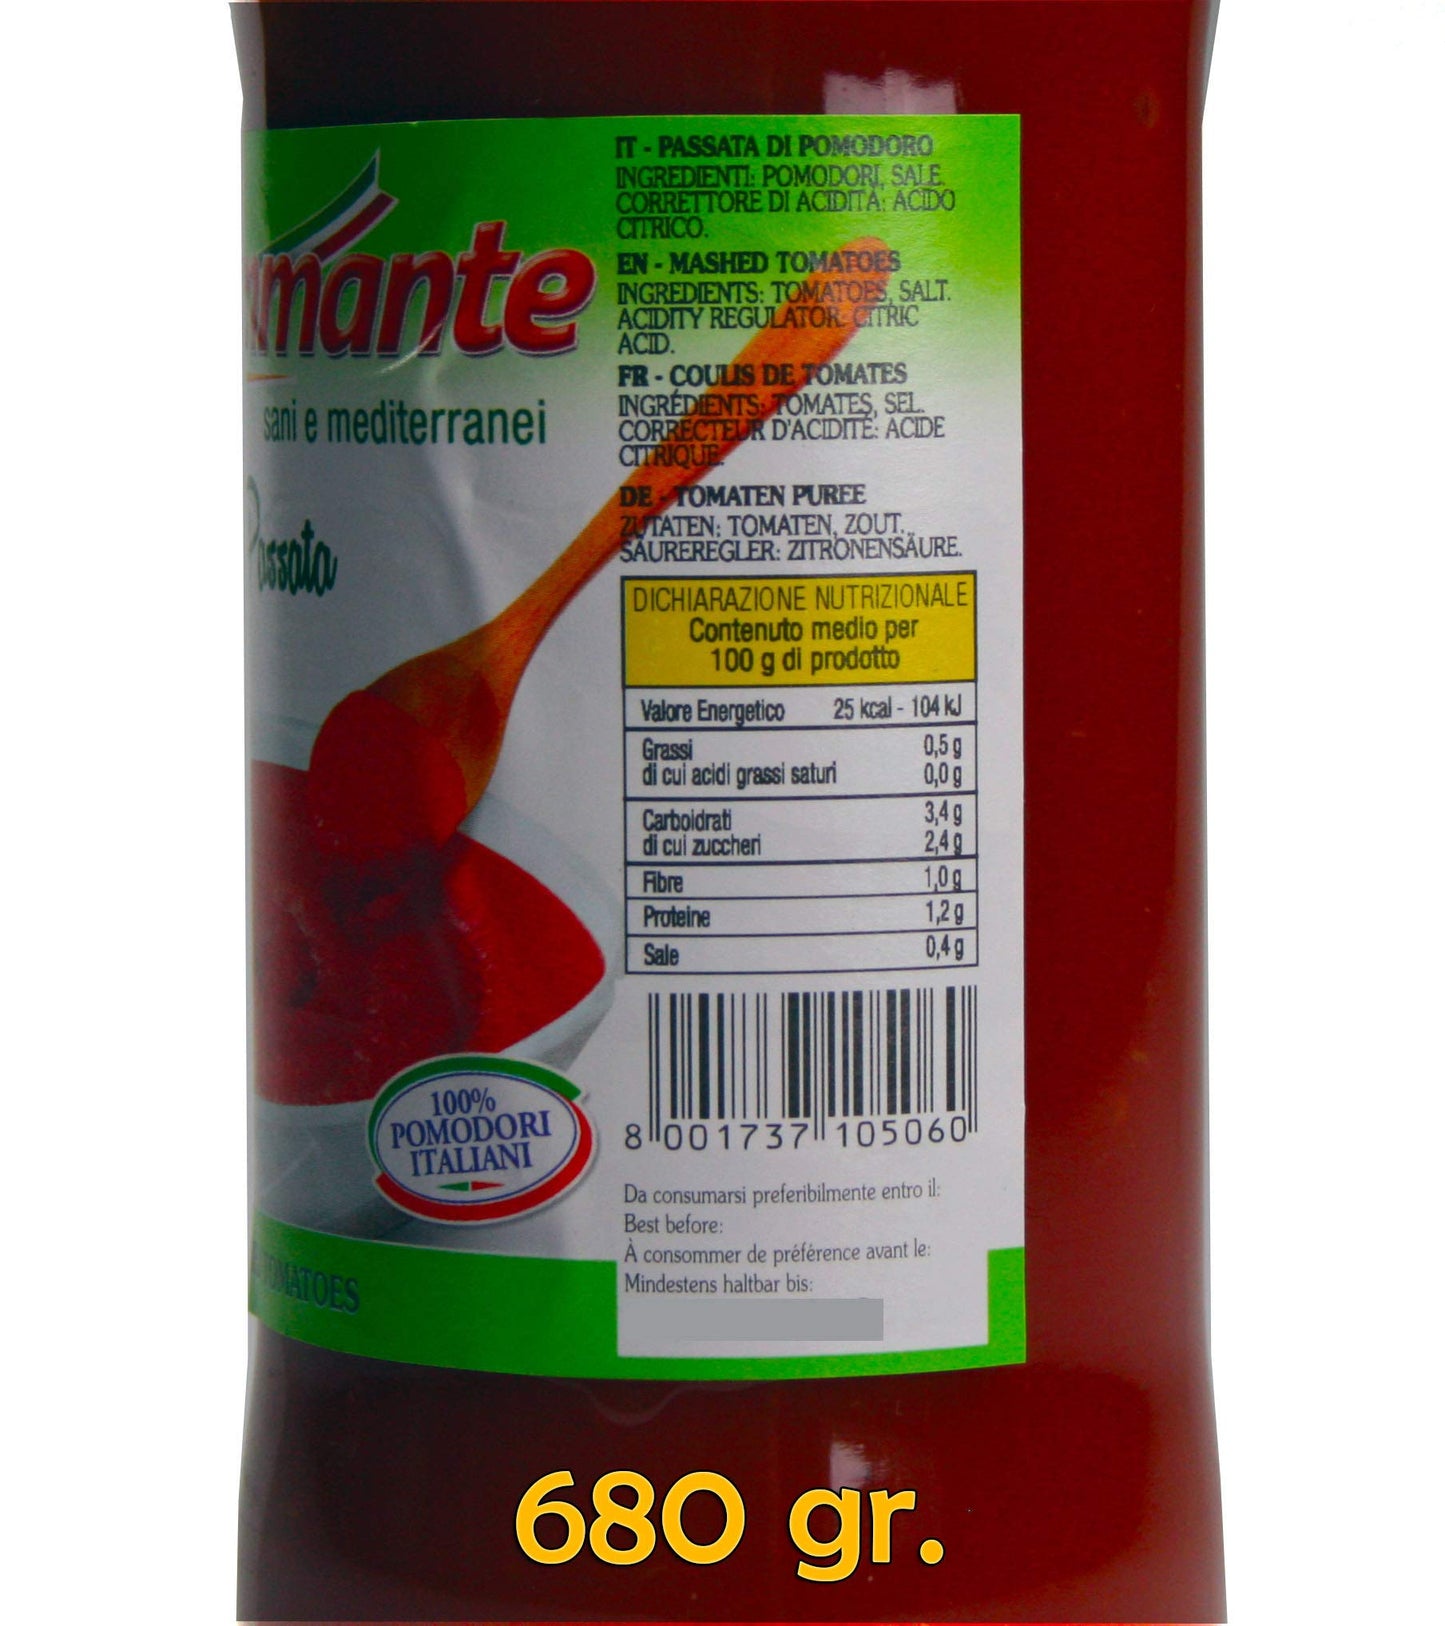 IT - PASSATA DI POMODORO
INGREDIENTI: POMODORI, SALE.
CORRETTORE DI ACIDITÀ: ACIDO
CITRICO.
EN - MASHED TOMATOES
INGREDIENTS: TOMATOES, SALT.
ACIDITY REGULATOR: CITRIC
ACID.
FR - COULIS DE TOMATES
INGRÉDIENTS: TOMATES, SEL.
CORRECTEUR D'ACIDITÉ: ACIDE
CITRIQUE.
DE - TOMATEN PUREE
ZUTATEN: TOMATEN, ZOUT.
SÄUREREGLER: ZITRONENSÄURE.
sani e mediterranei
Passata
DICHIARAZIONE NUTRIZIONALE
Contenuto medio per
100 g di prodotto
Valore Energetico 25 kcal - 104 kJ
Grassi 0,5 g
di cui acidi grassi saturi 0,0 g
Carboidrati 3,4 g
di cui zuccheri 2,4 g
Fibre 1,0 g
Proteine 1,2 g
Sale 0,4 g
8 001737 105060
100%
POMODORI
ITALIANI
Da consumarsi preferibilmente entro il:
Best before:
À consommer de préférence avant le:
Mindestens haltbar bis:
TOMATOES
680 gr.